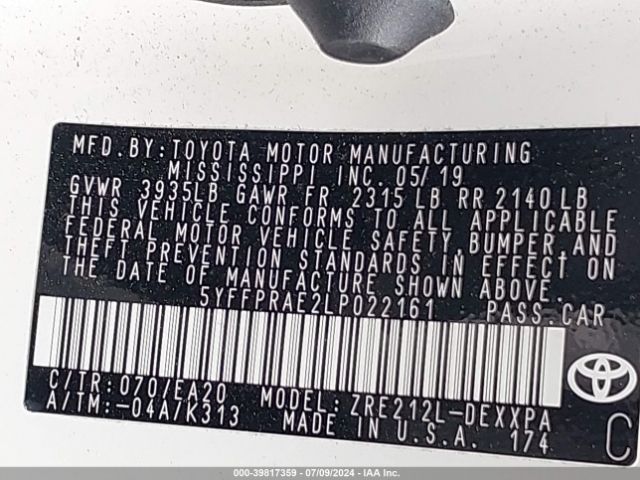 MFD. BY: TOYOTA MOTOR MANUFACTURING
MISSISSIPPI INC. 05/19
GVWR 3935LB GAWR FR 2315 LB RR 2140 LB
THIS VEHICLE CONFORMS TO ALL APPLICABLE
FEDERAL MOTOR VEHICLE SAFETY, BUMPER, AND
THEFT PREVENTION STANDARDS IN EFFECT ON
THE DATE OF MANUFACTURE SHOWN ABOVE.
5YFFPRAE2LP022161 PASS. CAR
C/TR: 070/EA20 MODEL: ZRE212L-DEXXPA
A/TM: -04A/K313 MADE IN U.S.A. 174
C
000-39817359 | 07/09/2024 | IAA Inc.